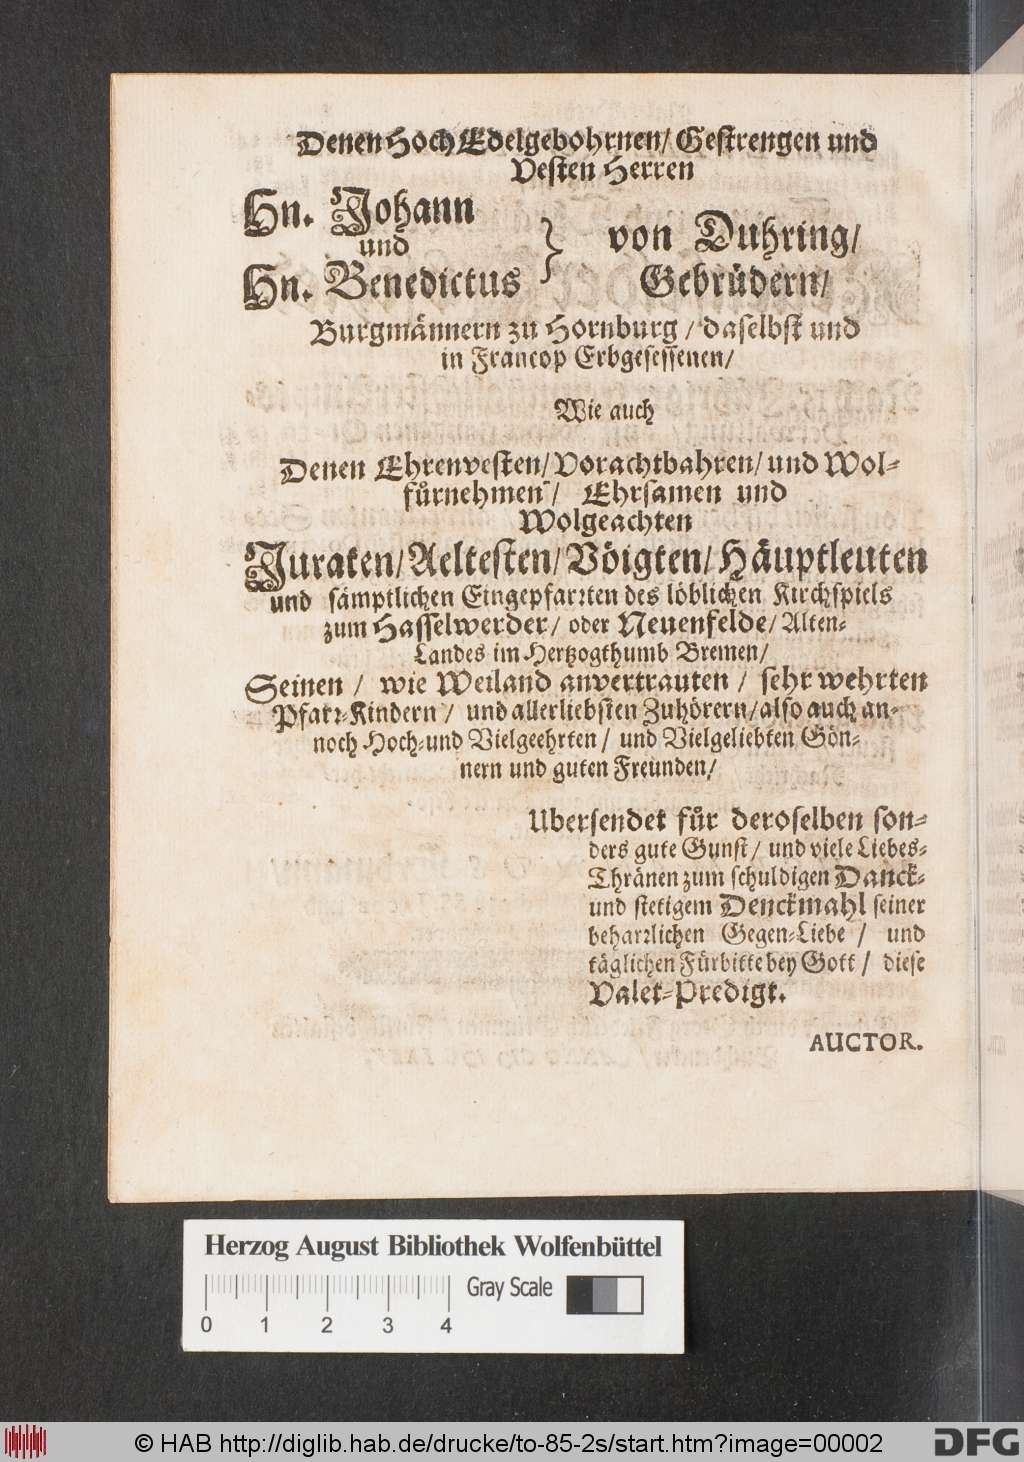 Denen HochEdelgebohrnen/ Gestrengen und
Vesten Herren
Hn. Johann
und
Hn. Benedictus
} von Duhring/
Gebrüdern/
Burgmännern zu Hornburg / daselbst und
in Francop Erbgesessenen/
Wie auch
Denen Ehrenvesten/ Vorachtbahren/ und Wol-
fürnehmen / Ehrsamen und
Wolgeachten
Juraten/ Aeltesten/ Vöigten/ Häuptleuten
und sämptlichen Eingepfarrten des löblichen Kirchspiels
zum Hasselwerder/ oder Neuenfelde/ Alten-
Landes im Hertzogthumb Bremen/
Seinen / wie Weiland anvertrauten / sehr wehrten
Pfarr-Kindern / und allerliebsten Zuhörern/ also auch an-
noch Hoch-und Vielgeehrten / und Vielgeliebten Gön-
nern und guten Freunden/
Ubersendet für deroselben son-
ders gute Gunst / und viele Liebes-
Thränen zum schuldigen Danck-
und stetigem Denckmahl seiner
beharrlichen Gegen-Liebe / und
täglichen Fürbitte bey Gott / diese
Valet-Predigt.
AUCTOR.
Herzog August Bibliothek Wolfenbüttel
Gray Scale
0 1 2 3 4
© HAB http://diglib.hab.de/drucke/to-85-2s/start.htm?image=00002
DFG